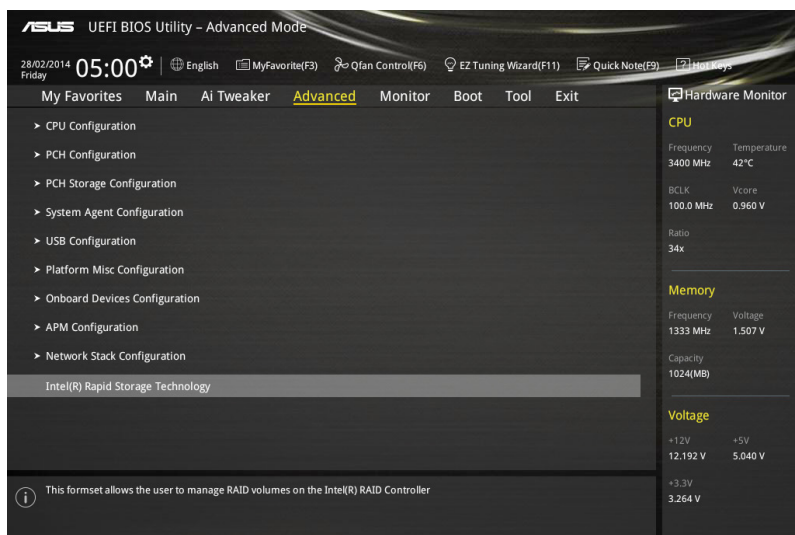 ASUS UEFI BIOS Utility – Advanced Mode
28/02/2014
Friday
05:00
English MyFavorite(F3) Qfan Control(F6) EZ Tuning Wizard(F11) Quick Note(F9) Hot Keys
My Favorites Main Ai Tweaker Advanced Monitor Boot Tool Exit
> CPU Configuration
> PCH Configuration
> PCH Storage Configuration
> System Agent Configuration
> USB Configuration
> Platform Misc Configuration
> Onboard Devices Configuration
> APM Configuration
> Network Stack Configuration
Intel(R) Rapid Storage Technology
This formset allows the user to manage RAID volumes on the Intel(R) RAID Controller
Hardware Monitor
CPU
Frequency Temperature
3400 MHz 42°C
BCLK Vcore
100.0 MHz 0.960 V
Ratio
34x
Memory
Frequency Voltage
1333 MHz 1.507 V
Capacity
1024(MB)
Voltage
+12V +5V
12.192 V 5.040 V
+3.3V
3.264 V